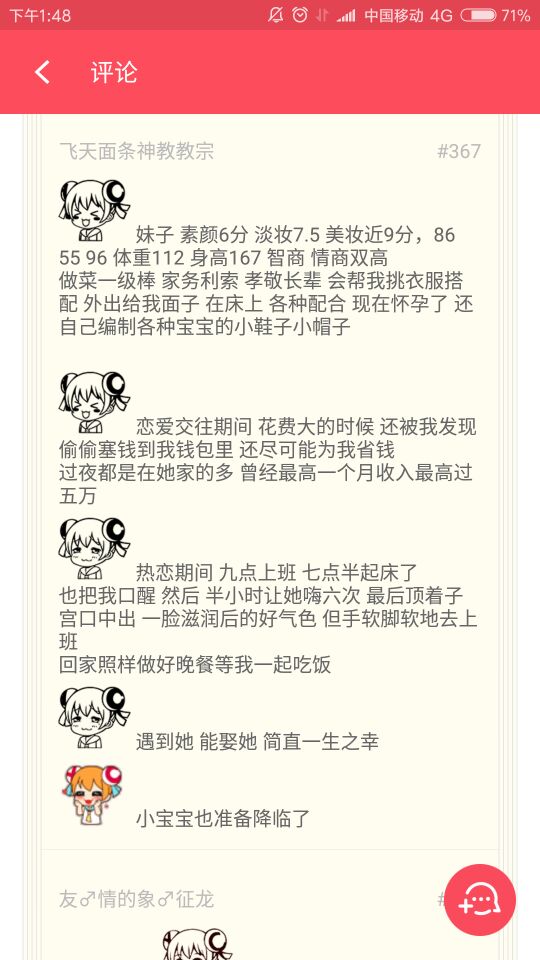 下午1:48
中国移动 4G 71%
评论
飞天面条神教教宗 #367
妹子 素颜6分 淡妆7.5 美妆近9分，86
55 96 体重112 身高167 智商 情商双高
做菜一级棒 家务利索 孝敬长辈 会帮我挑衣服搭
配 外出给我面子 在床上 各种配合 现在怀孕了 还
自己编制各种宝宝的小鞋子小帽子
恋爱交往期间 花费大的时候 还被我发现
偷偷塞钱到我钱包里 还尽可能为我省钱
过夜都是在她家的多 曾经最高一个月收入最高过
五万
热恋期间 九点上班 七点半起床了
也把我口醒 然后 半小时让她嗨六次 最后顶着子
宫口中出 一脸滋润后的好气色 但手软脚软地去上
班
回家照样做好晚餐等我一起吃饭
遇到她 能娶她 简直一生之幸
小宝宝也准备降临了
友♂情的象♂征龙